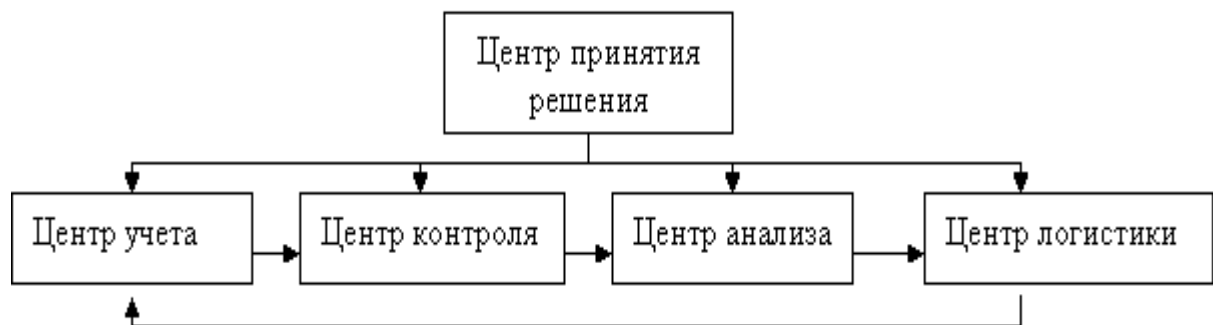 Центр принятия
решения
Центр учета
Центр контроля
Центр анализа
Центр логистики